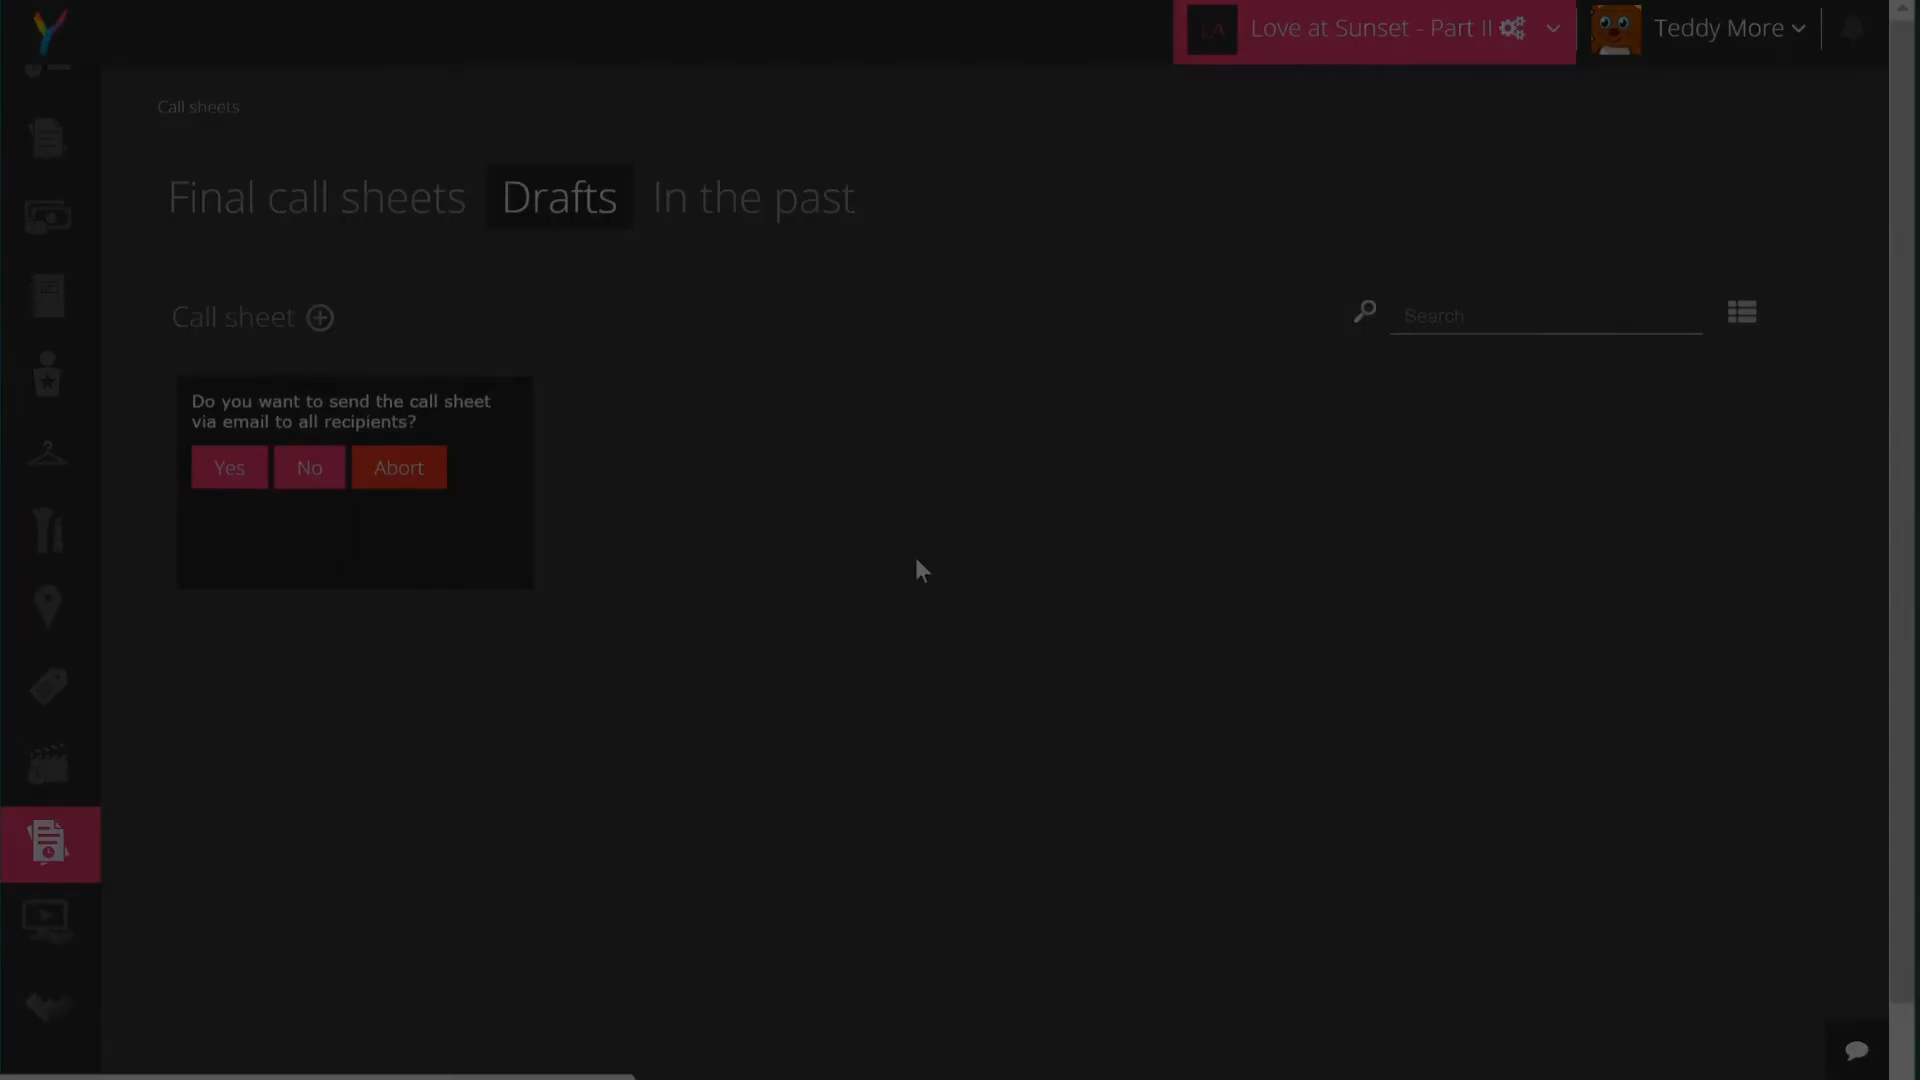 LA
Love at Sunset - Part II
Teddy More
Call sheets
Final call sheets
Drafts
In the past
Call sheet
Search
Do you want to send the call sheet
via email to all recipients?
Yes
No
Abort